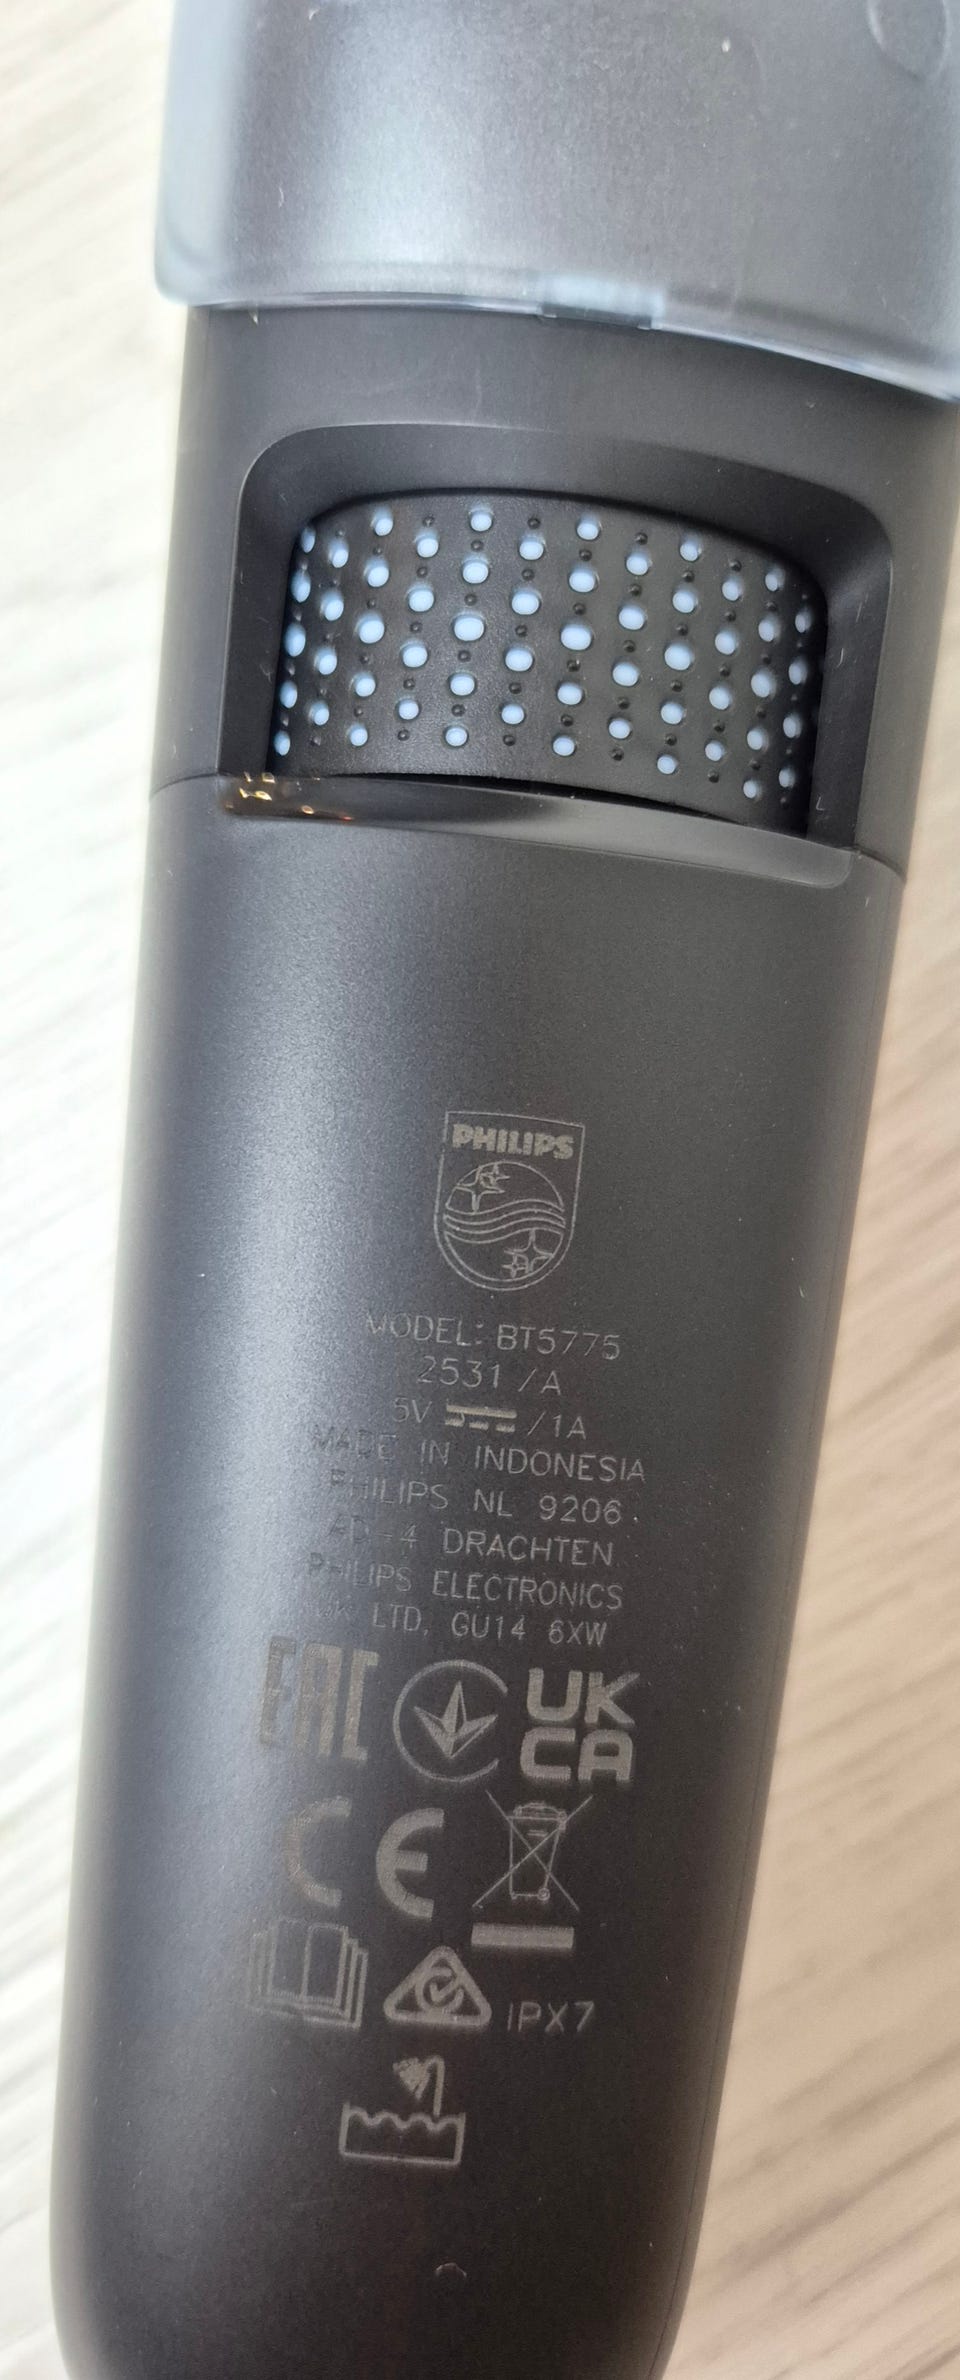 PHILIPS
MODEL: BT5775
2531 /A
5V ⎓ /1A
MADE IN INDONESIA
PHILIPS NL 9206
AD-4 DRACHTEN
PHILIPS ELECTRONICS
UK LTD, GU14 6XW
EAC
UK
CA
CE
IPX7